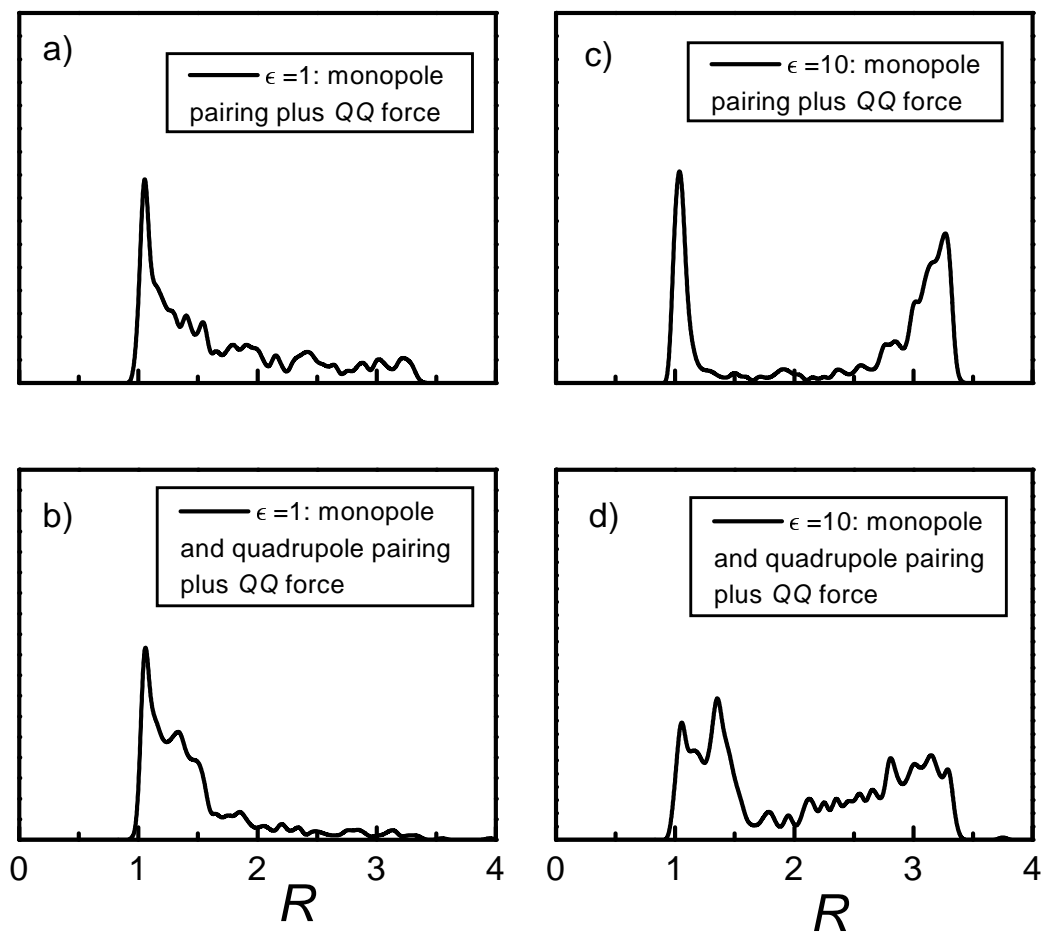 a)
ϵ =1: monopole
pairing plus QQ force
c)
ϵ =10: monopole
pairing plus QQ force
b)
ϵ =1: monopole
and quadrupole pairing
plus QQ force
0 1 2 3 4
R
d)
ϵ =10: monopole
and quadrupole pairing
plus QQ force
0 1 2 3 4
R